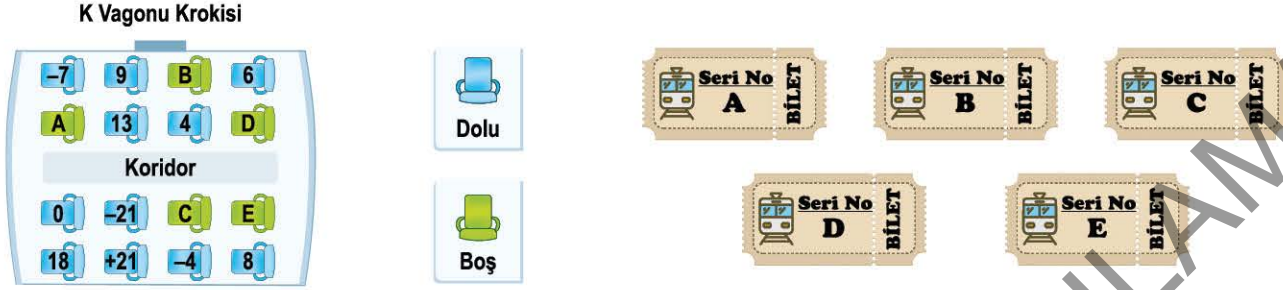 K Vagonu Krokisi
–7 9 B 6
A 13 4 D
Koridor
0 –21 C E
18 +21 –4 8
Dolu
Boş
Seri No
A
BİLET
Seri No
B
BİLET
Seri No
C
BİLET
Seri No
D
BİLET
Seri No
E
BİLET